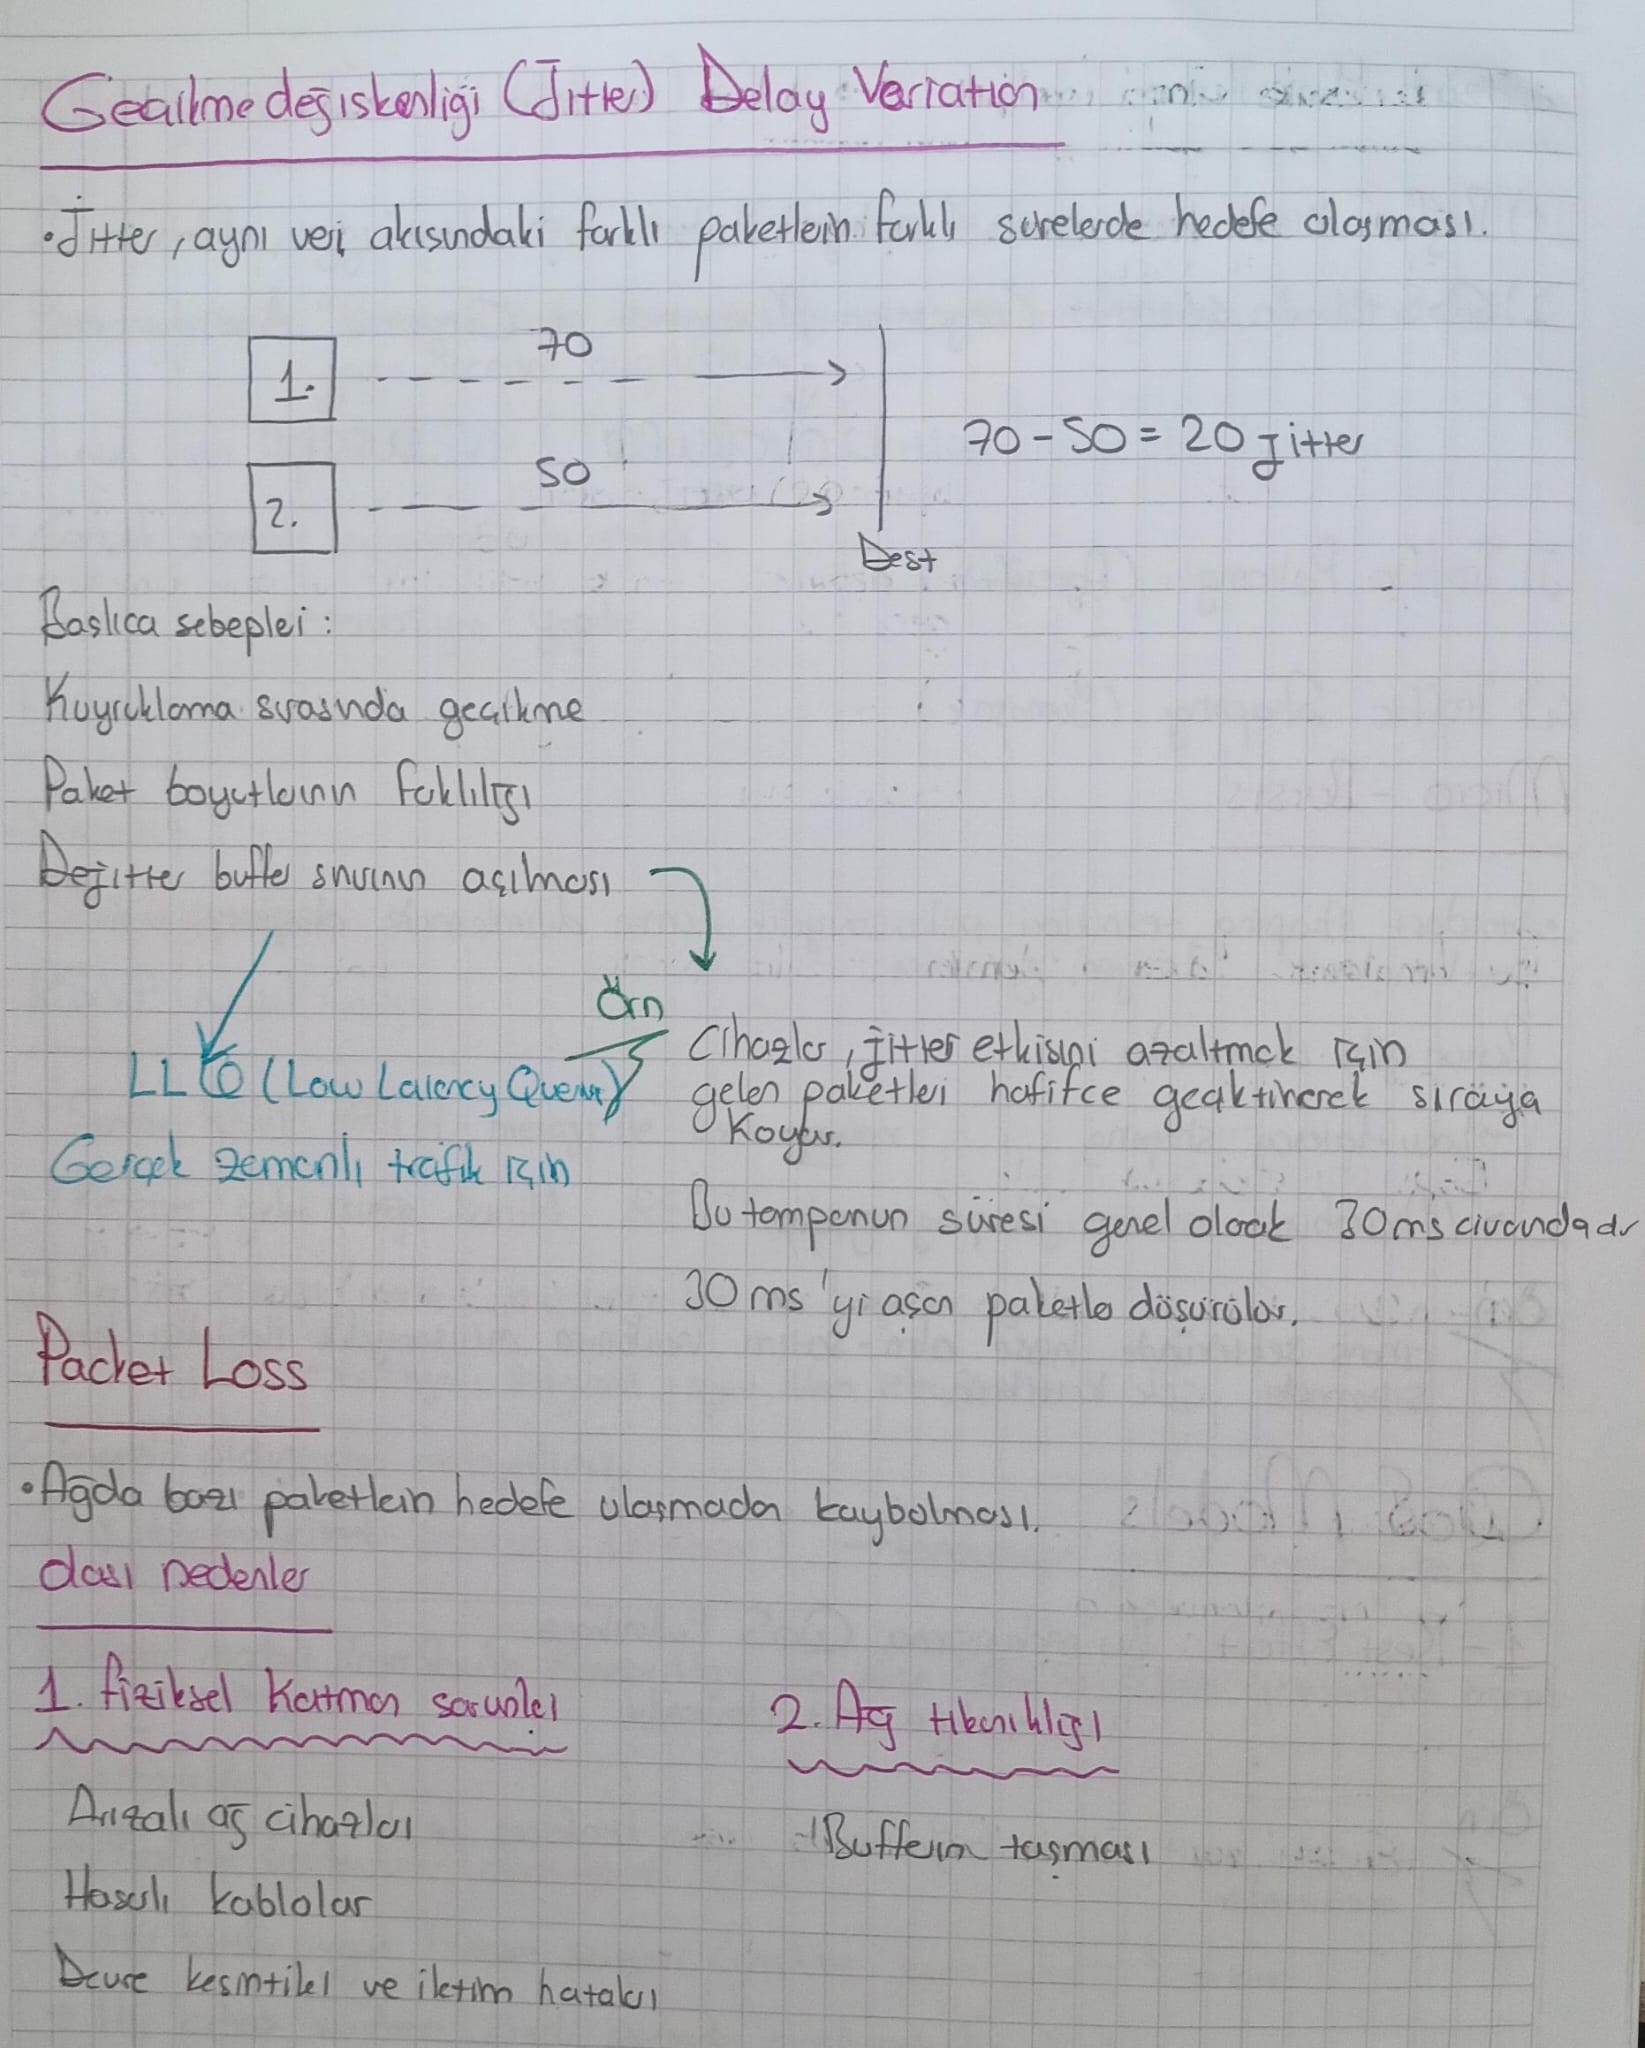 Gecikme değişkenliği (Jitter) Delay Variation
• Jitter, aynı veri akısındaki farklı paketlerin farklı sürelerde hedefe ulaşması.
1. 70
70 - 50 = 20 jitter
2. 50
Dest
Başlıca sebepleri :
Kuyruklama sırasında gecikme
Paket boyutlarının farklılığı
Dejitter buffer sınırının aşılması
Örn
LLQ (Low Latency Queue)
Gerçek zamanlı trafik için
Cihazlar, jitter etkisini azaltmak için
gelen paketleri hafifce geciktirerek sıraya
Koyar.
Bu tamponun süresi genel olarak 30 ms civarındadır
30 ms'yi aşan paketler düşürülür.
Packet Loss
• Ağda bazı paketlerin hedefe ulaşmadan kaybolması.
olası nedenler
1. fiziksel Katman sorunları
2. Ağ tıkanıklığı
Arızalı ağ cihazları
Bufferın taşması
Hasarlı kablolar
Devre kesintileri ve iletim hataları